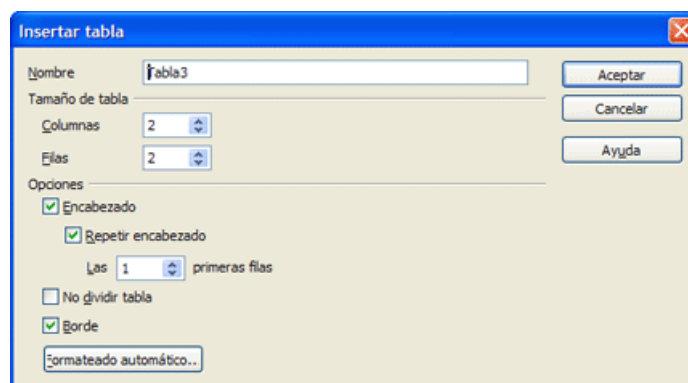 Insertar tabla
Nombre Tabla3
Aceptar
Tamaño de tabla
Cancelar
Columnas 2
Filas 2
Ayuda
Opciones
Encabezado
Repetir encabezado
Las 1 primeras filas
No dividir tabla
Borde
Formateado automático...